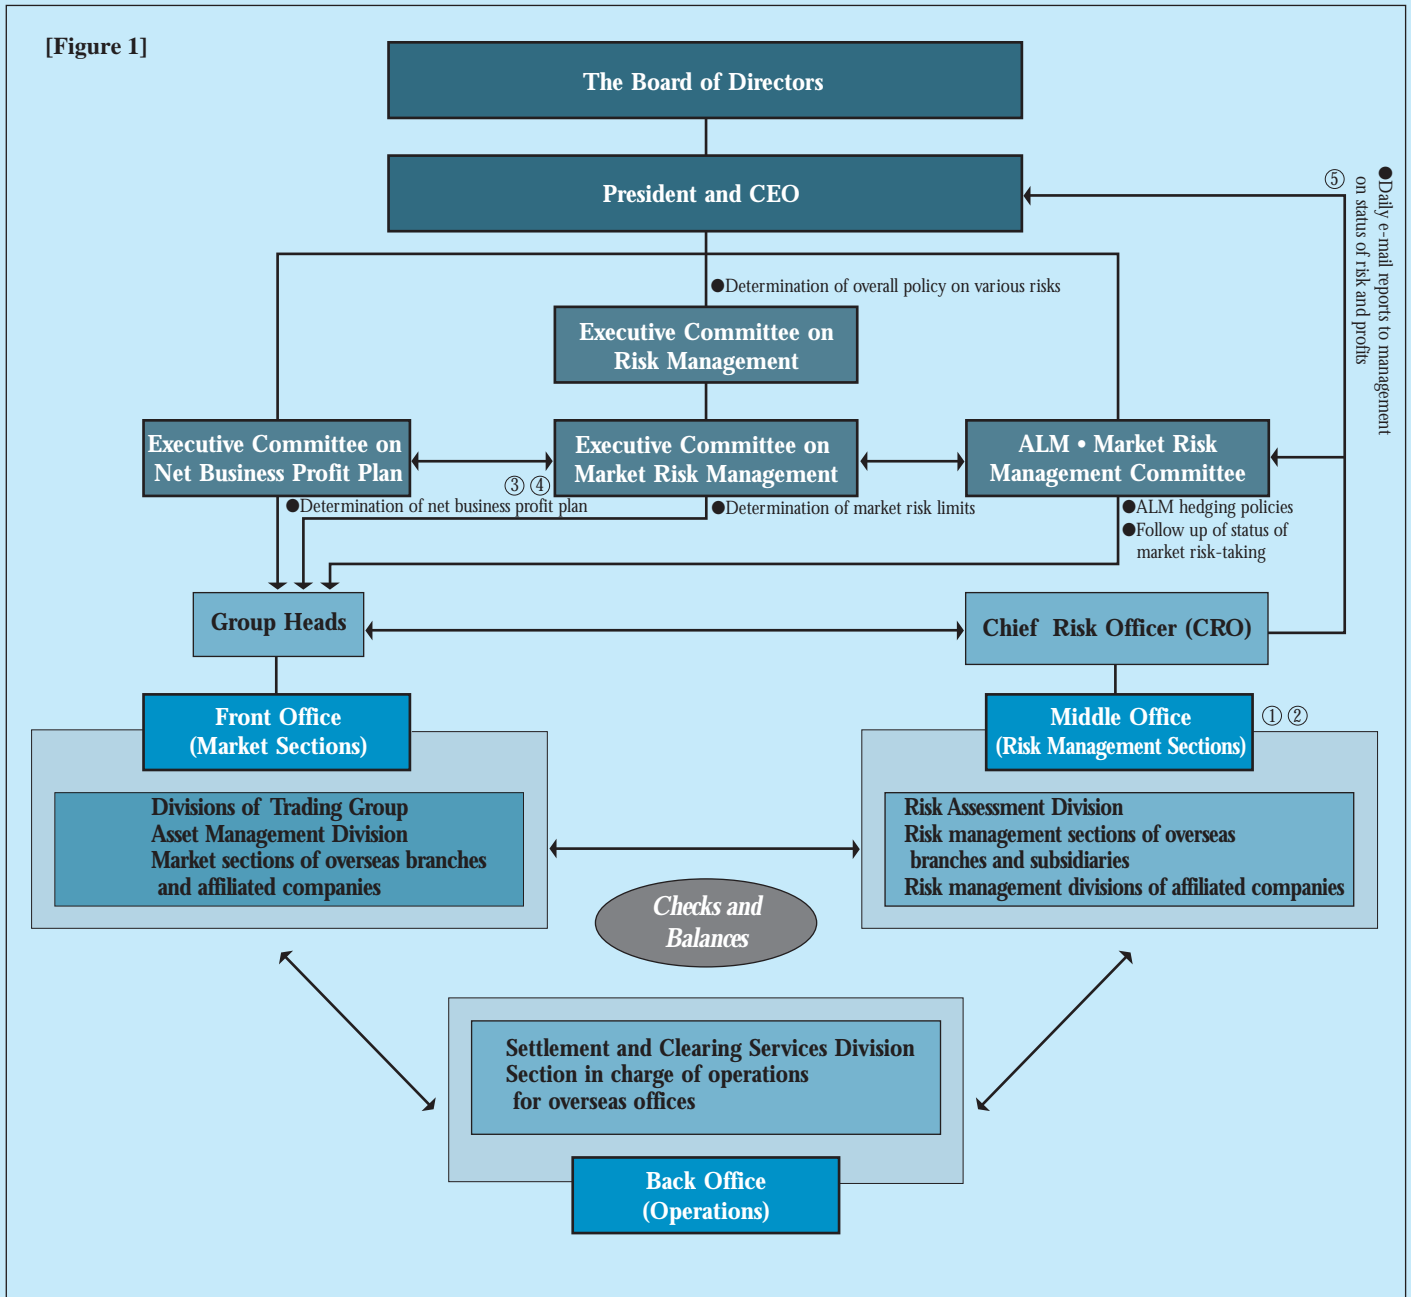 [Figure 1]
The Board of Directors
President and CEO
⑤
●Daily e-mail reports to management
on status of risk and profits
●Determination of overall policy on various risks
Executive Committee on
Risk Management
Executive Committee on
Net Business Profit Plan
Executive Committee on
Market Risk Management
ALM • Market Risk
Management Committee
③ ④
●Determination of net business profit plan
●Determination of market risk limits
●ALM hedging policies
●Follow up of status of
market risk-taking
Group Heads
Chief Risk Officer (CRO)
Front Office
(Market Sections)
Middle Office
(Risk Management Sections)
① ②
Divisions of Trading Group
Asset Management Division
Market sections of overseas branches
and affiliated companies
Risk Assessment Division
Risk management sections of overseas
branches and subsidiaries
Risk management divisions of affiliated companies
Checks and
Balances
Settlement and Clearing Services Division
Section in charge of operations
for overseas offices
Back Office
(Operations)